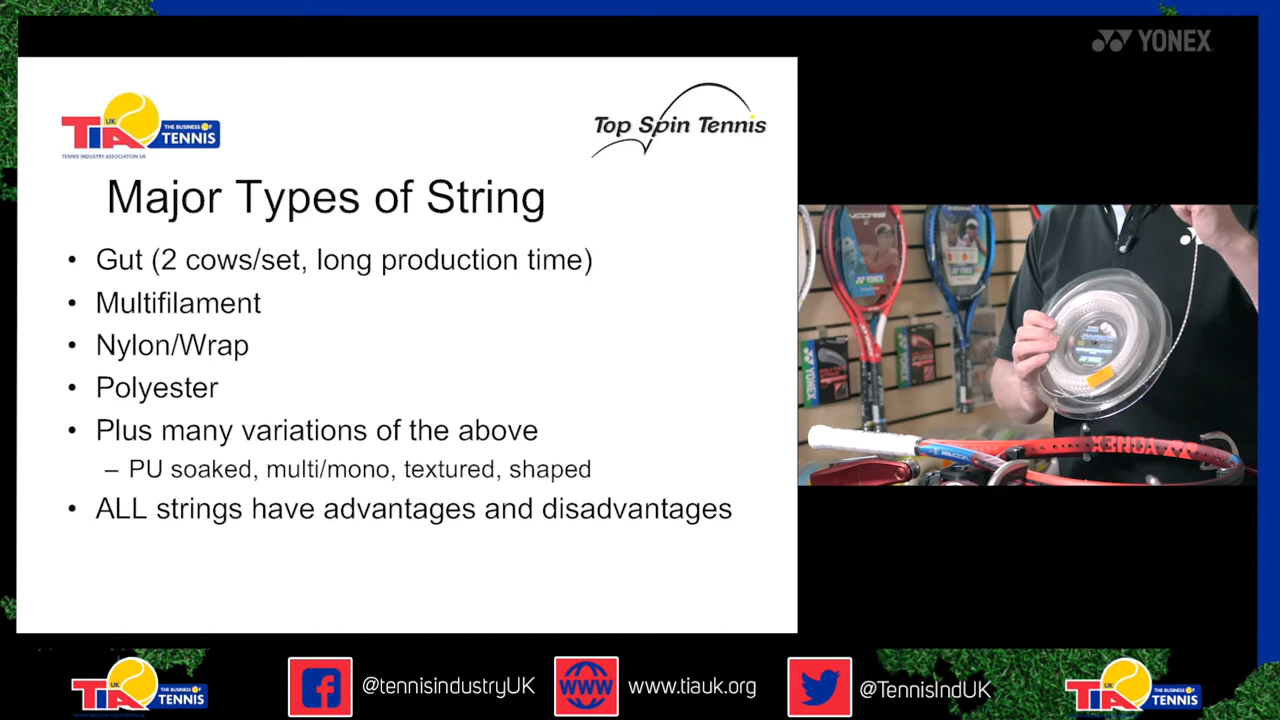 YONEX
UK
TIA
THE BUSINESS OF
TENNIS
TENNIS INDUSTRY ASSOCIATION UK
Top Spin Tennis
Major Types of String
• Gut (2 cows/set, long production time)
• Multifilament
• Nylon/Wrap
• Polyester
• Plus many variations of the above
– PU soaked, multi/mono, textured, shaped
• ALL strings have advantages and disadvantages
VCORE
YONEX
YONEX
YONEX
UK
TIA
THE BUSINESS OF
TENNIS
@tennisindustryUK
WWW
www.tiauk.org
@TennisIndUK
UK
TIA
THE BUSINESS OF
TENNIS